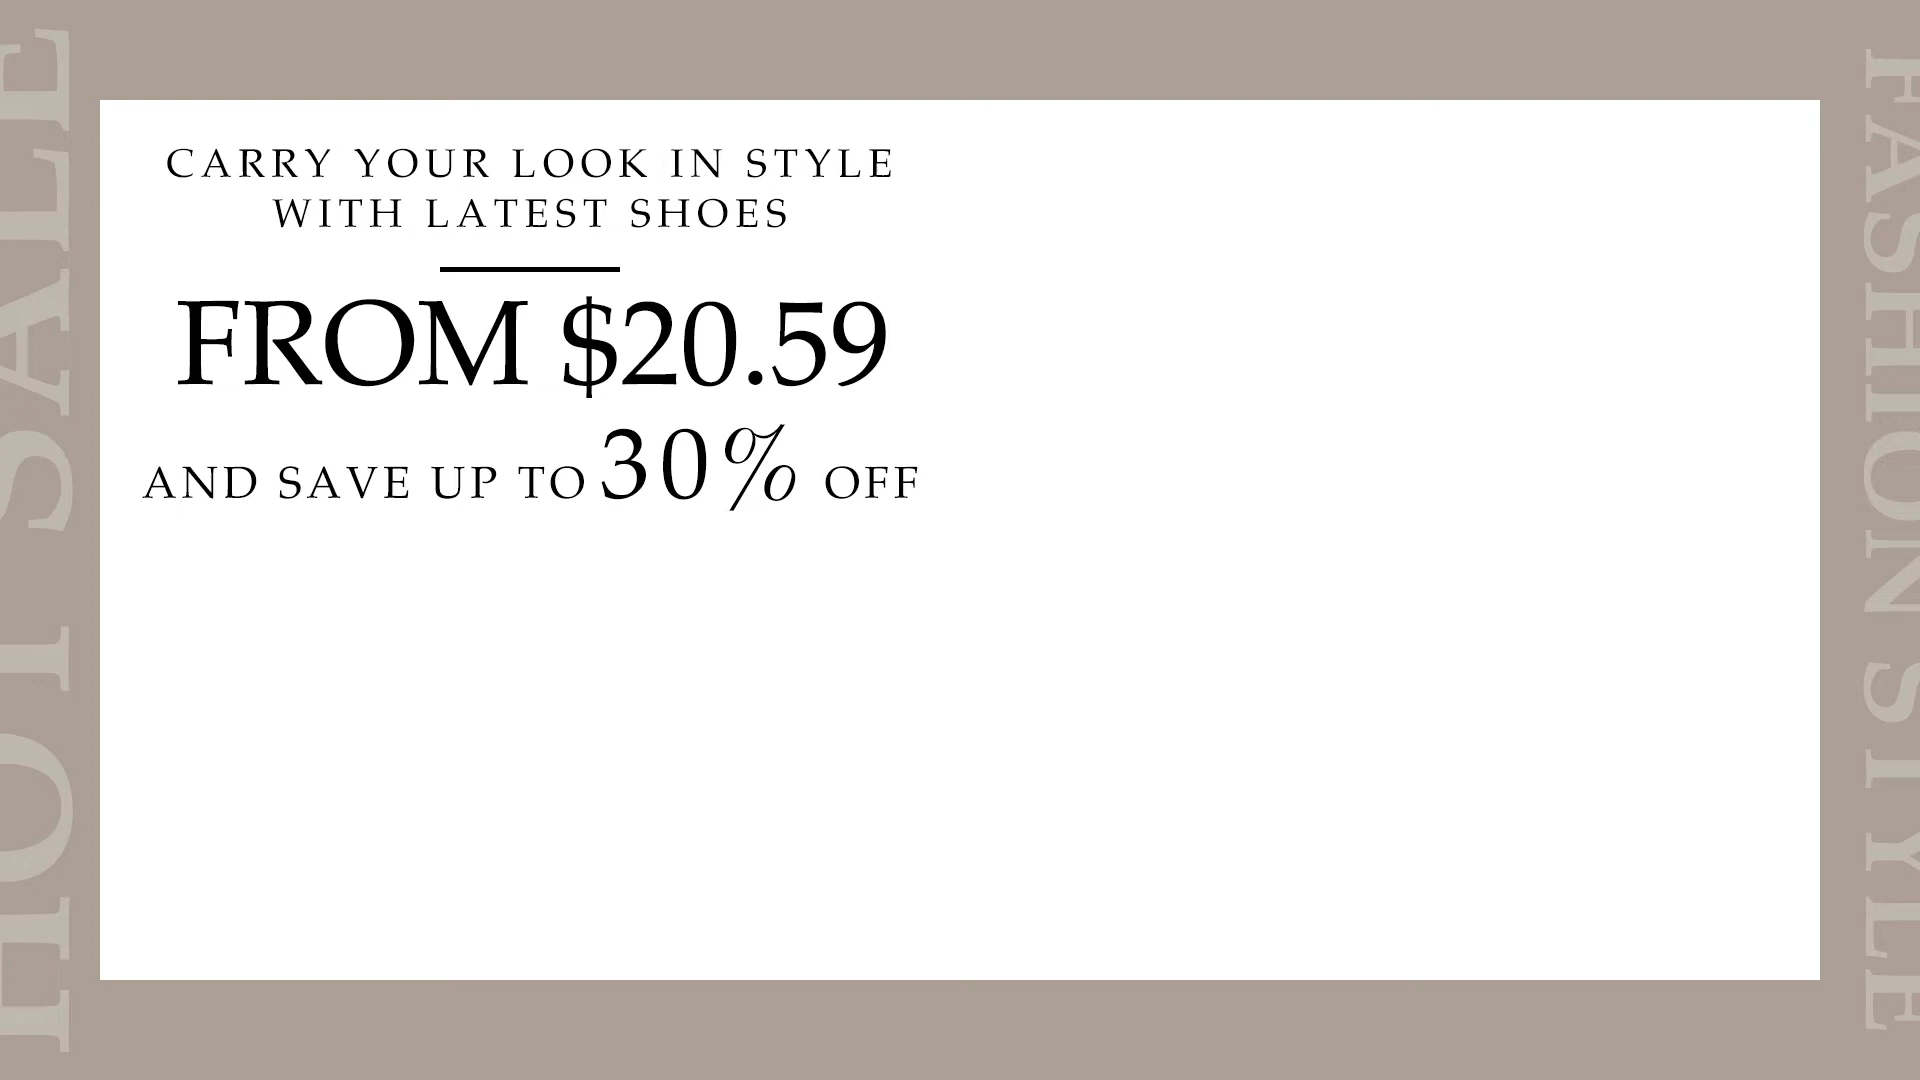 HOT SALE
CARRY YOUR LOOK IN STYLE
WITH LATEST SHOES
FROM $20.59
AND SAVE UP TO 30% OFF
FASHION STYLE